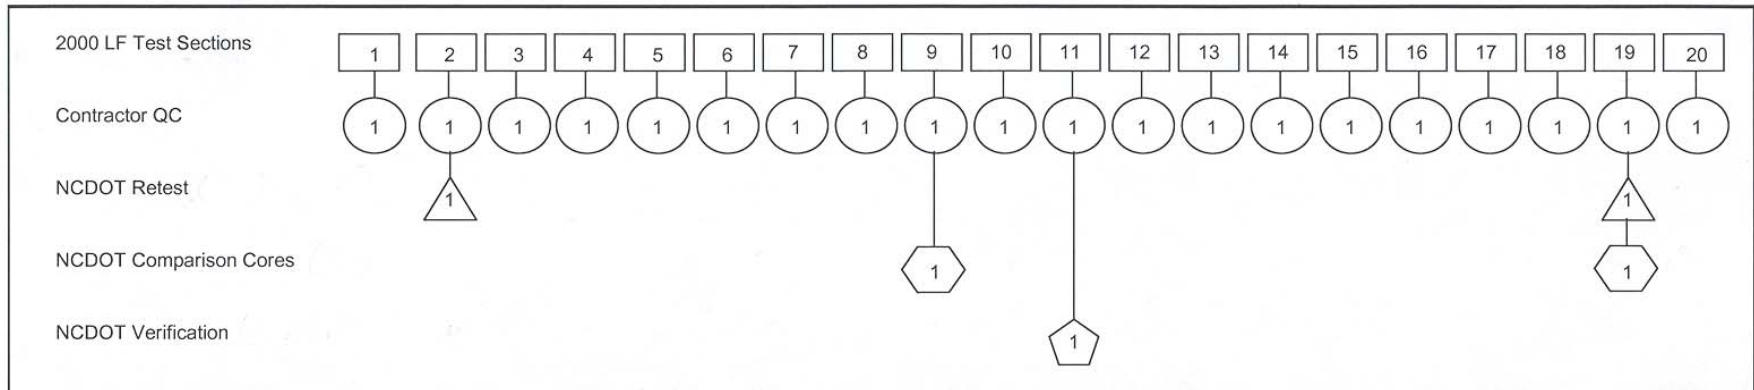 2000 LF Test Sections 1 2 3 4 5 6 7 8 9 10 11 12 13 14 15 16 17 18 19 20
Contractor QC 1 1 1 1 1 1 1 1 1 1 1 1 1 1 1 1 1 1 1 1
NCDOT Retest 1 1
NCDOT Comparison Cores 1 1
NCDOT Verification 1